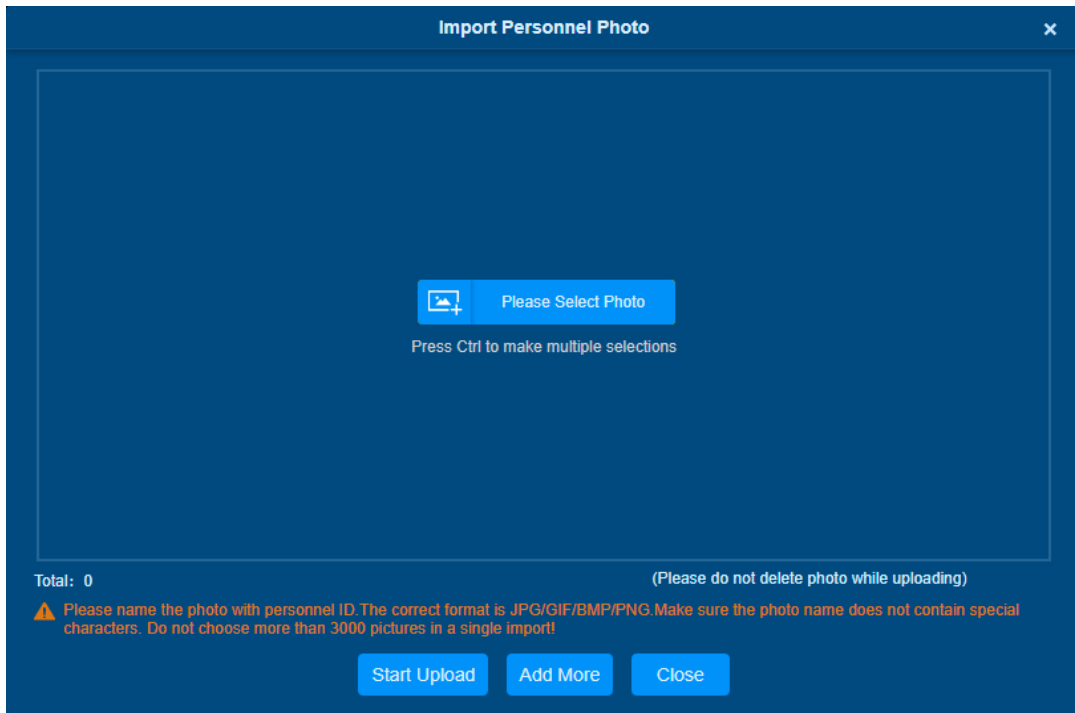 Import Personnel Photo
×
Please Select Photo
Press Ctrl to make multiple selections
Total: 0
(Please do not delete photo while uploading)
Please name the photo with personnel ID.The correct format is JPG/GIF/BMP/PNG.Make sure the photo name does not contain special
characters. Do not choose more than 3000 pictures in a single import!
Start Upload Add More Close